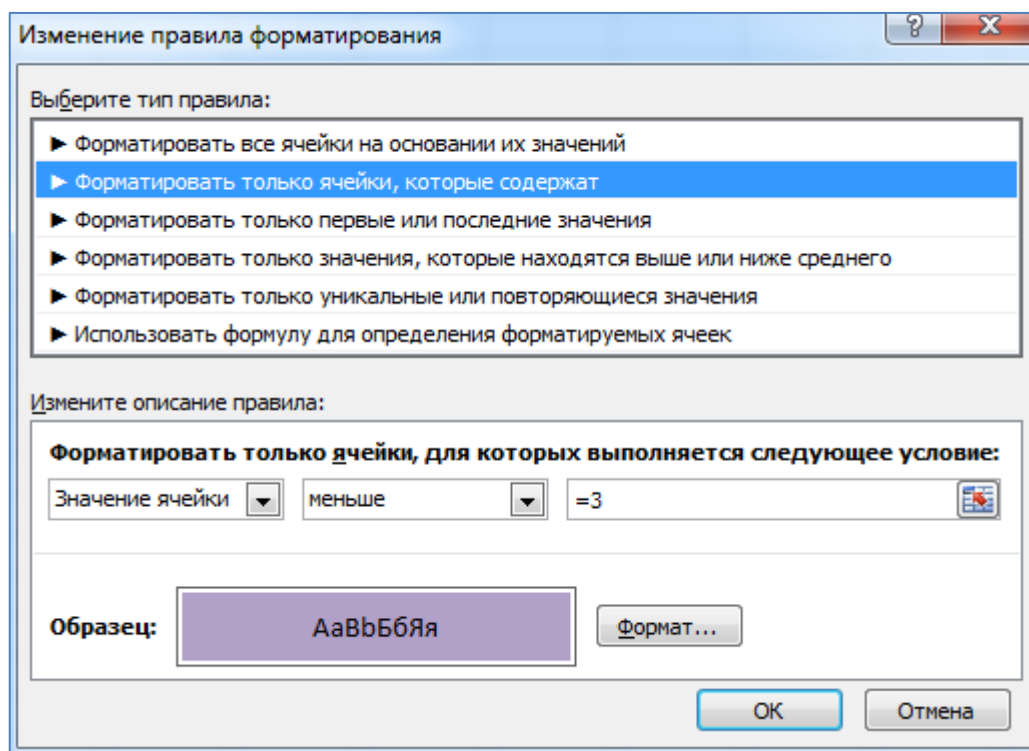 Изменение правила форматирования
Выберите тип правила:
► Форматировать все ячейки на основании их значений
► Форматировать только ячейки, которые содержат
► Форматировать только первые или последние значения
► Форматировать только значения, которые находятся выше или ниже среднего
► Форматировать только уникальные или повторяющиеся значения
► Использовать формулу для определения форматируемых ячеек
Измените описание правила:
Форматировать только ячейки, для которых выполняется следующее условие:
Значение ячейки меньше =3
Образец: АаВbБбЯя Формат...
ОК Отмена